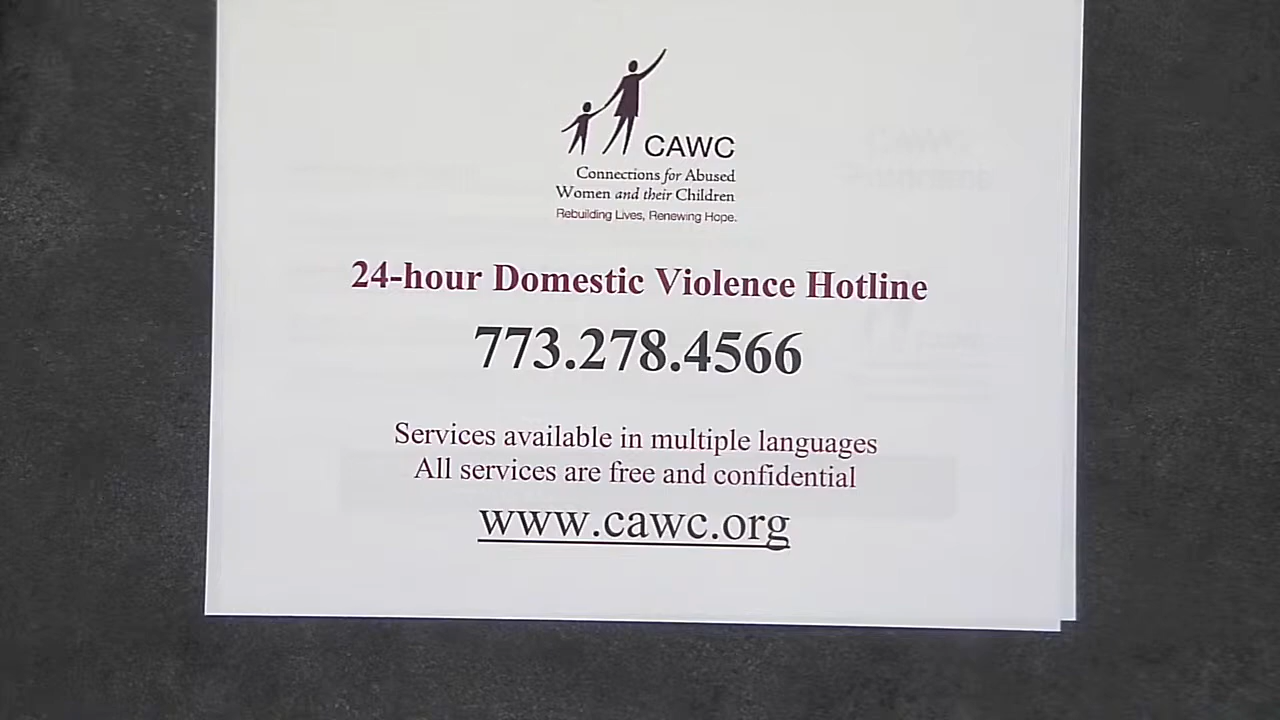 CAWC
Connections for Abused
Women and their Children
Rebuilding Lives, Renewing Hope.
24-hour Domestic Violence Hotline
773.278.4566
Services available in multiple languages
All services are free and confidential
www.cawc.org